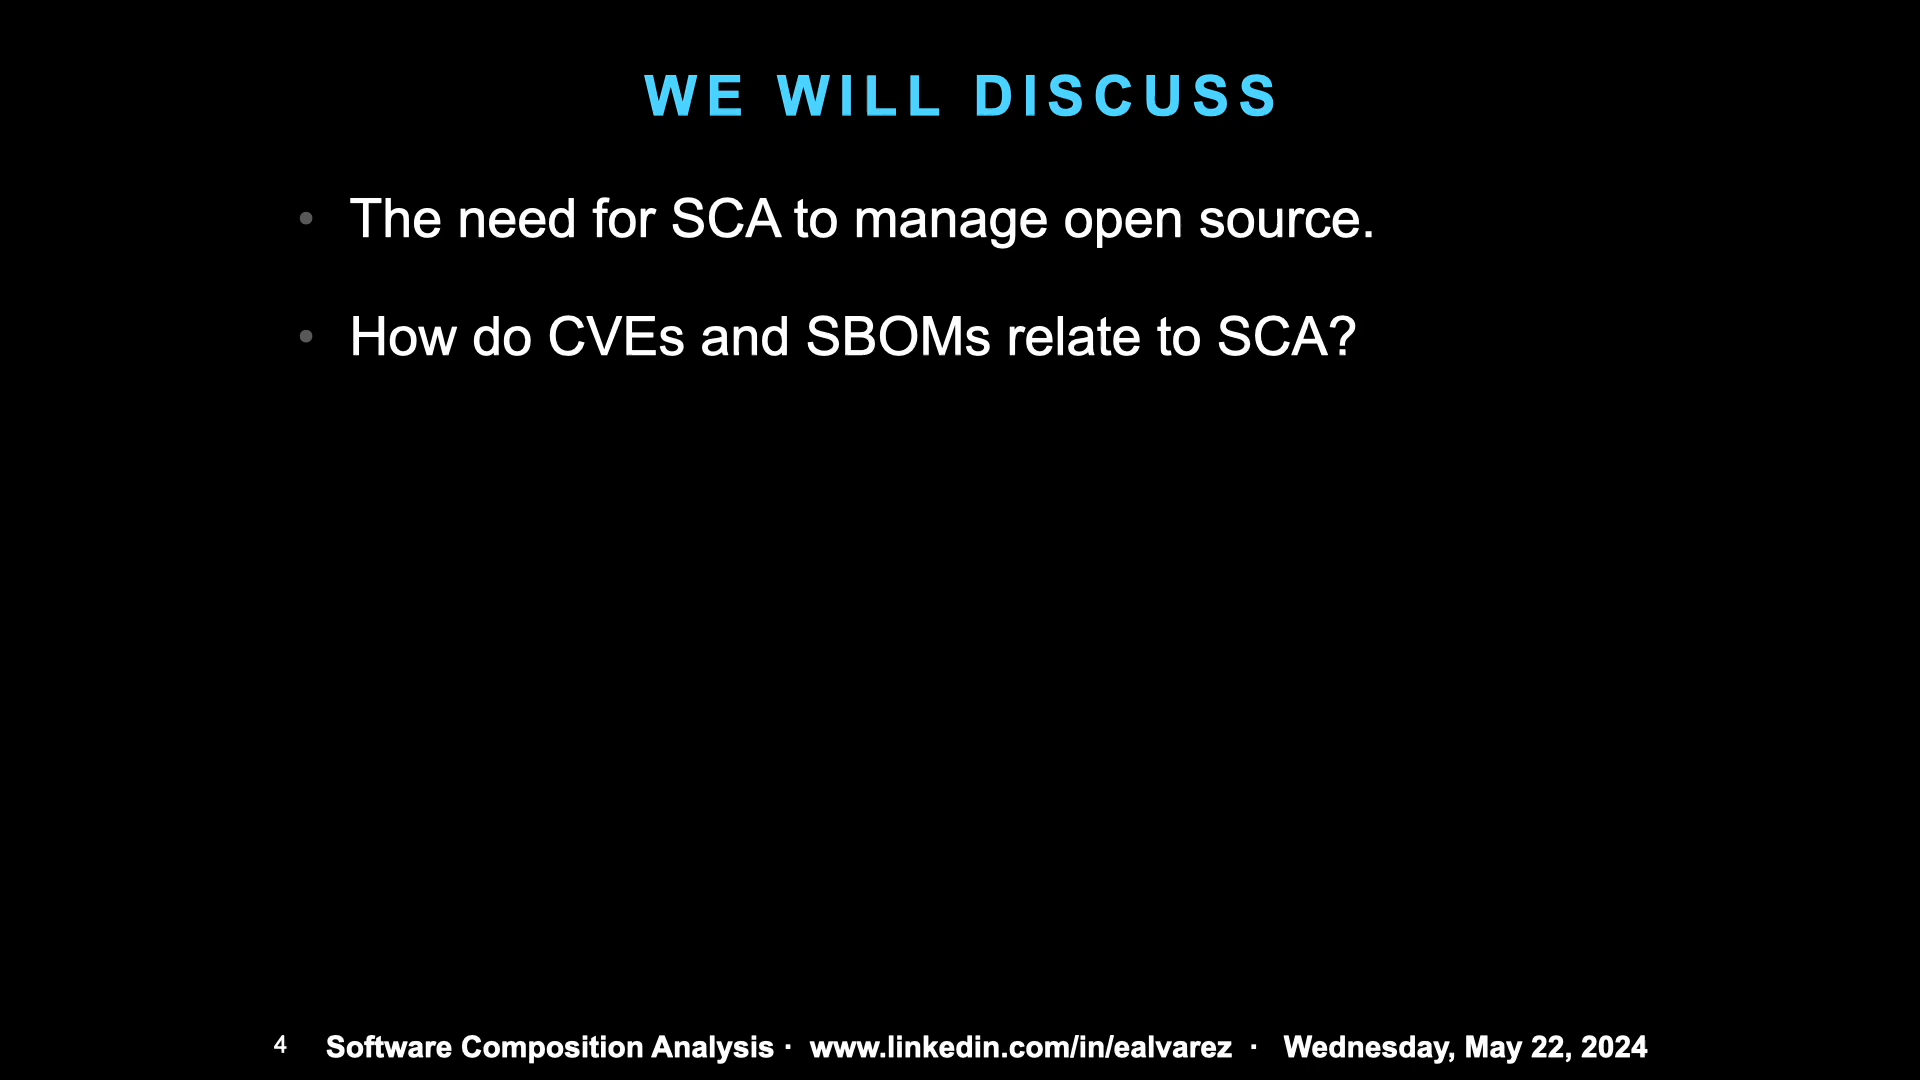 WE WILL DISCUSS
• The need for SCA to manage open source.
• How do CVEs and SBOMs relate to SCA?
4 Software Composition Analysis · www.linkedin.com/in/ealvarez · Wednesday, May 22, 2024